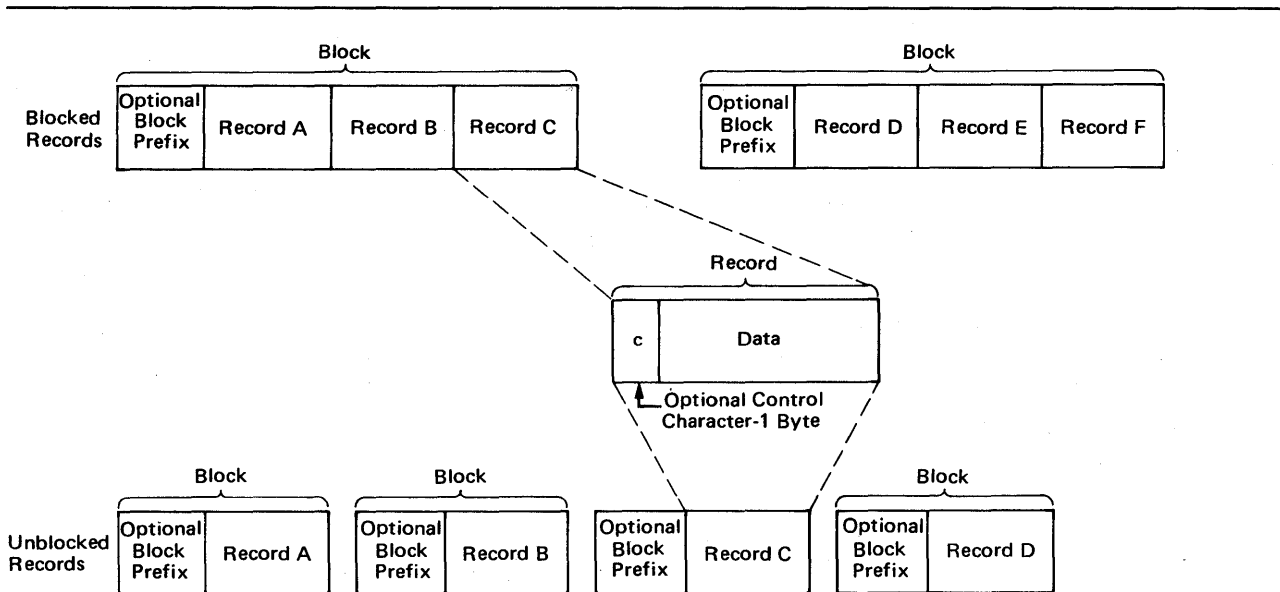 Block
Block
Blocked
Records
Optional
Block
Prefix
Record A
Record B
Record C
Optional
Block
Prefix
Record D
Record E
Record F
Record
c
Data
Optional Control
Character-1 Byte
Block
Block
Block
Unblocked
Records
Optional
Block
Prefix
Record A
Optional
Block
Prefix
Record B
Optional
Block
Prefix
Record C
Optional
Block
Prefix
Record D